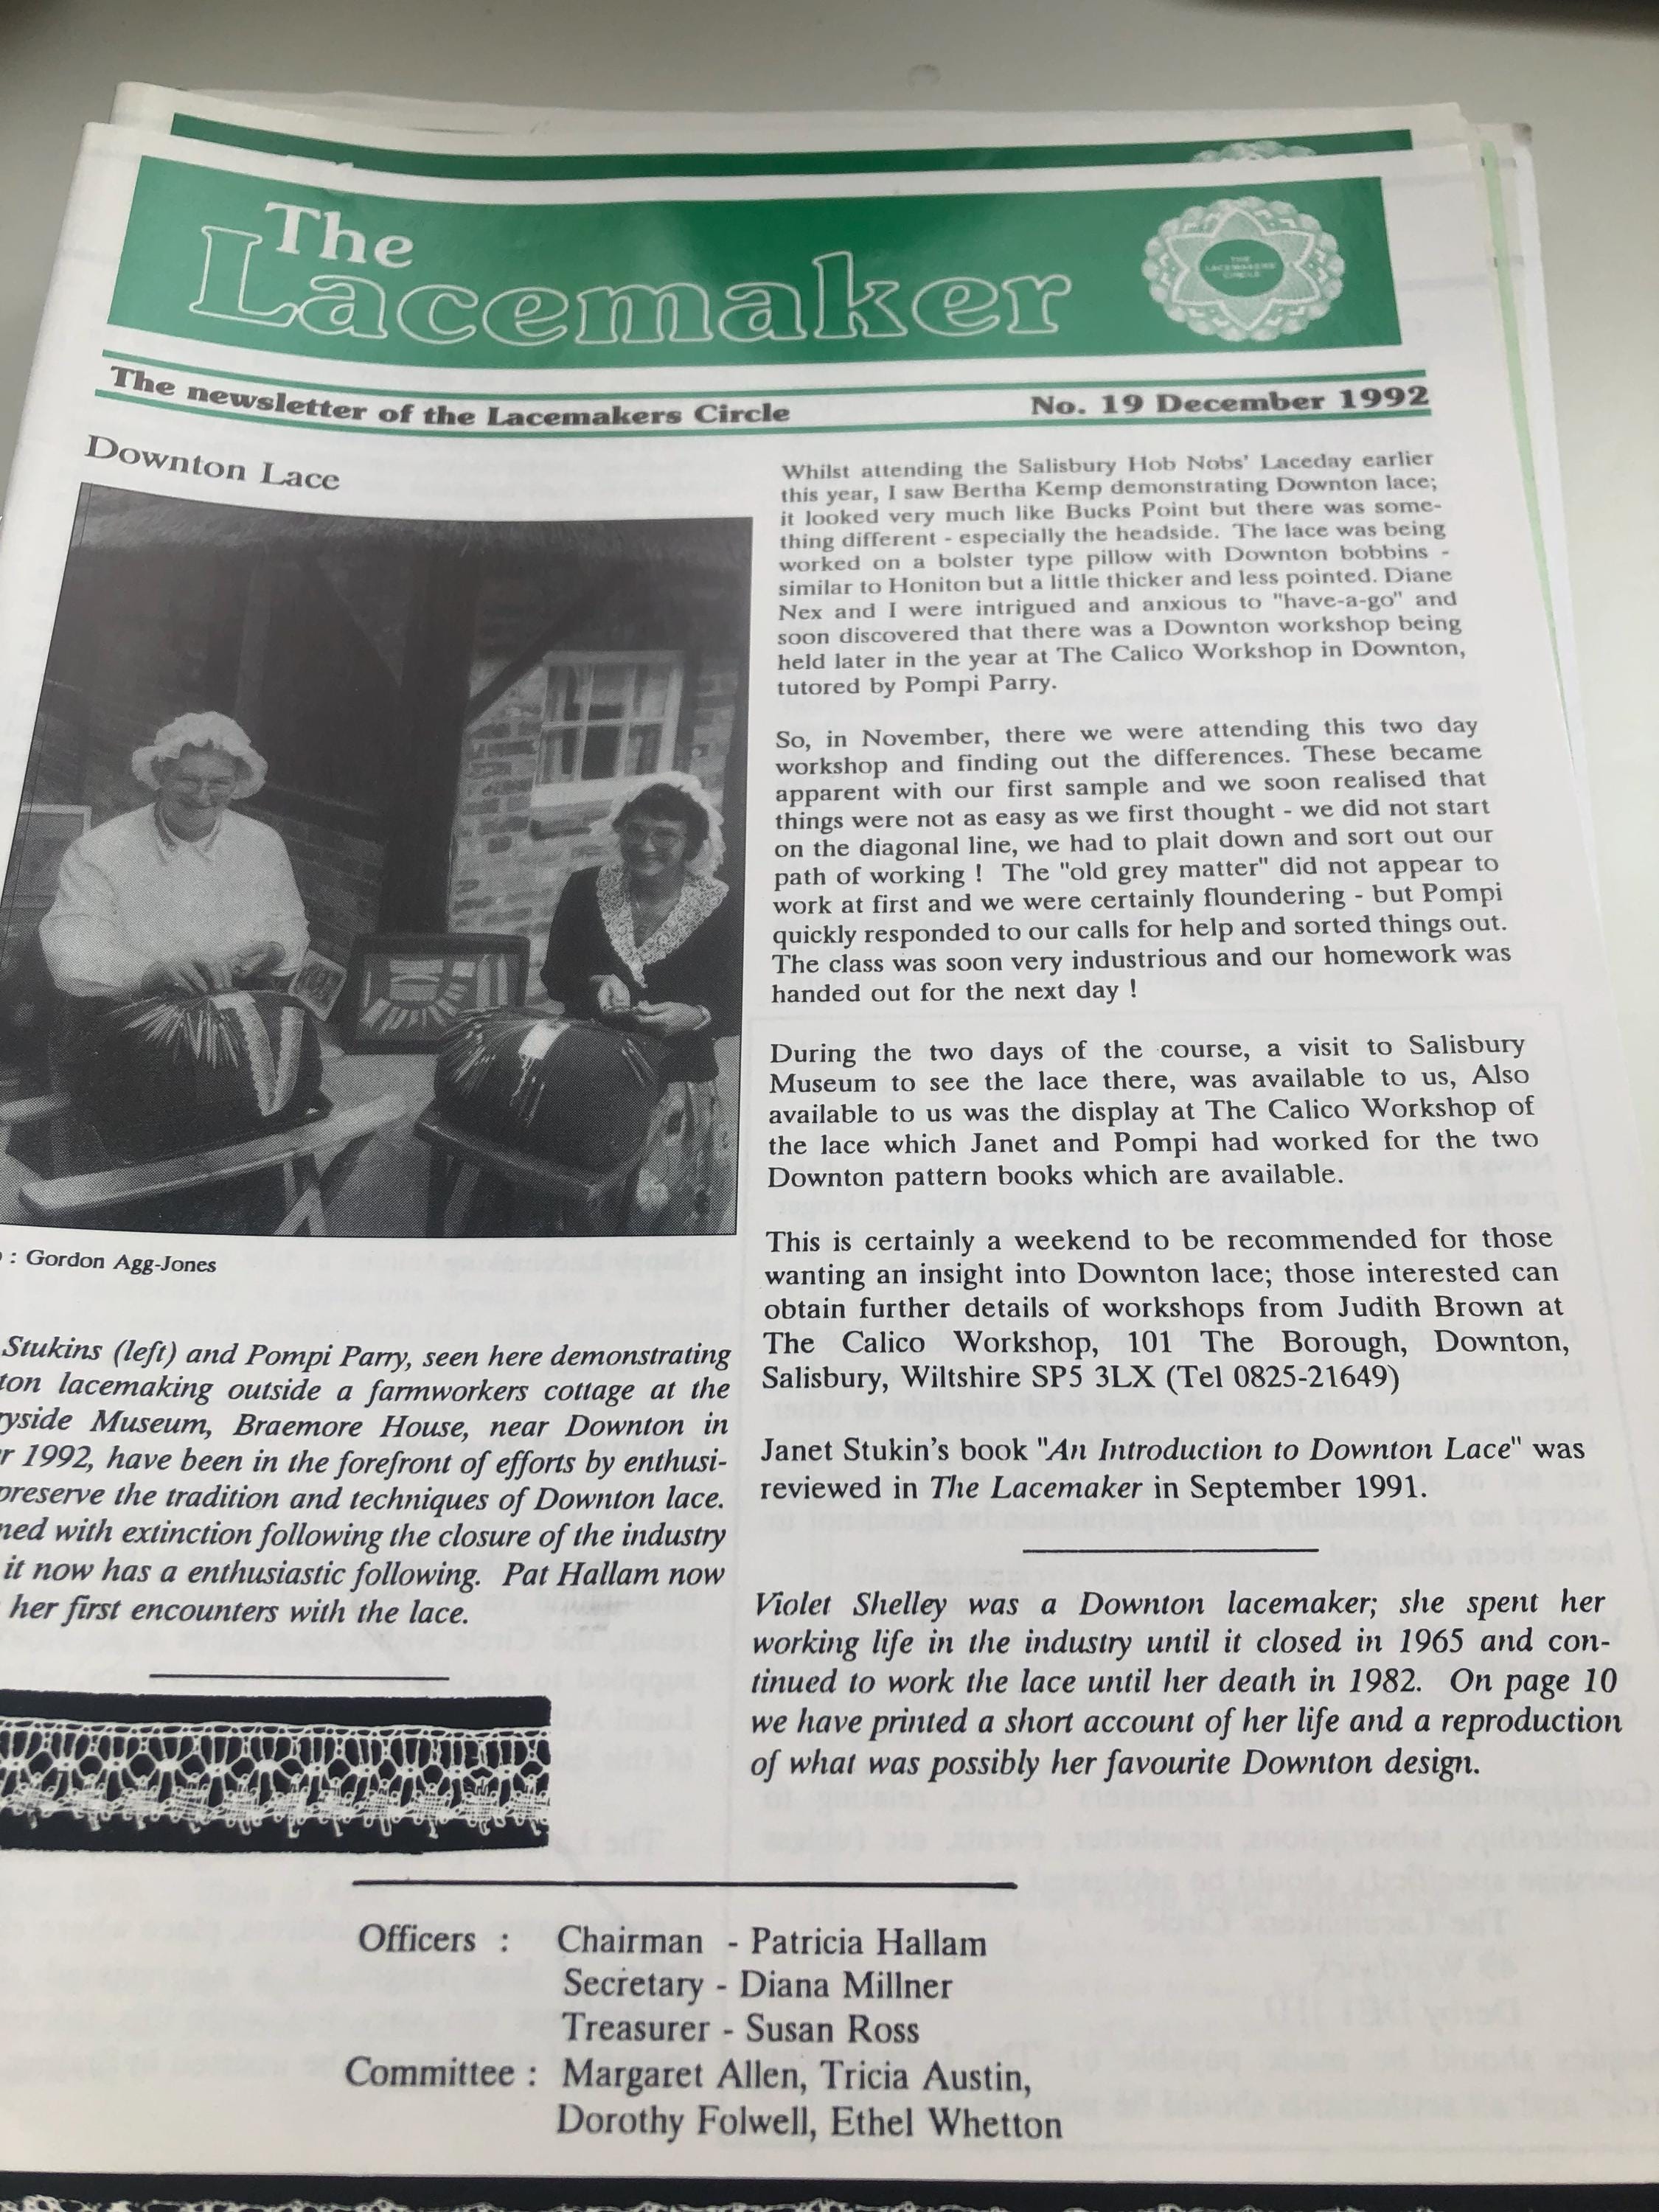 The
Lacemaker
THE
LACEMAKERS
CIRCLE
The newsletter of the Lacemakers Circle
No. 19 December 1992
Downton Lace
: Gordon Agg-Jones
Stukins (left) and Pompi Parry, seen here demonstrating
ton lacemaking outside a farmworkers cottage at the
ryside Museum, Braemore House, near Downton in
r 1992, have been in the forefront of efforts by enthusi-
preserve the tradition and techniques of Downton lace.
ned with extinction following the closure of the industry
it now has a enthusiastic following. Pat Hallam now
her first encounters with the lace.
Whilst attending the Salisbury Hob Nobs' Laceday earlier
this year, I saw Bertha Kemp demonstrating Downton lace;
it looked very much like Bucks Point but there was some-
thing different - especially the headside. The lace was being
worked on a bolster type pillow with Downton bobbins -
similar to Honiton but a little thicker and less pointed. Diane
Nex and I were intrigued and anxious to "have-a-go" and
soon discovered that there was a Downton workshop being
held later in the year at The Calico Workshop in Downton,
tutored by Pompi Parry.
So, in November, there we were attending this two day
workshop and finding out the differences. These became
apparent with our first sample and we soon realised that
things were not as easy as we first thought - we did not start
on the diagonal line, we had to plait down and sort out our
path of working ! The "old grey matter" did not appear to
work at first and we were certainly floundering - but Pompi
quickly responded to our calls for help and sorted things out.
The class was soon very industrious and our homework was
handed out for the next day !
During the two days of the course, a visit to Salisbury
Museum to see the lace there, was available to us, Also
available to us was the display at The Calico Workshop of
the lace which Janet and Pompi had worked for the two
Downton pattern books which are available.
This is certainly a weekend to be recommended for those
wanting an insight into Downton lace; those interested can
obtain further details of workshops from Judith Brown at
The Calico Workshop, 101 The Borough, Downton,
Salisbury, Wiltshire SP5 3LX (Tel 0825-21649)
Janet Stukin's book "An Introduction to Downton Lace" was
reviewed in The Lacemaker in September 1991.
Violet Shelley was a Downton lacemaker; she spent her
working life in the industry until it closed in 1965 and con-
tinued to work the lace until her death in 1982. On page 10
we have printed a short account of her life and a reproduction
of what was possibly her favourite Downton design.
Officers : Chairman - Patricia Hallam
Secretary - Diana Millner
Treasurer - Susan Ross
Committee : Margaret Allen, Tricia Austin,
Dorothy Folwell, Ethel Whetton